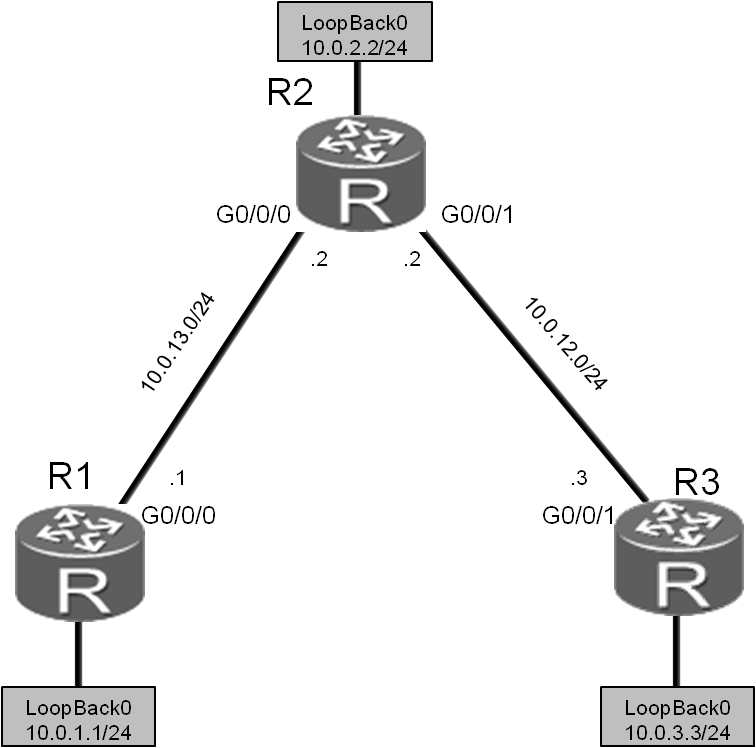 LoopBack0
10.0.2.2/24
R2
R
G0/0/0
G0/0/1
.2
.2
10.0.13.0/24
10.0.12.0/24
R1
.1
.3
R3
G0/0/0
G0/0/1
R
R
LoopBack0
10.0.1.1/24
LoopBack0
10.0.3.3/24